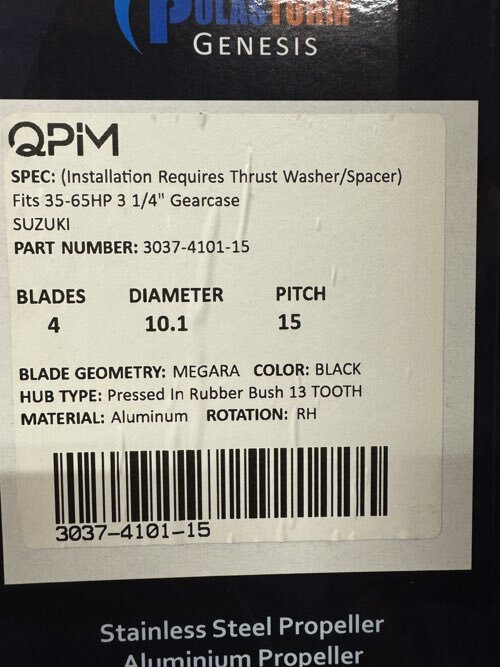 POLASTORM
GENESIS
QPiM
SPEC: (Installation Requires Thrust Washer/Spacer)
Fits 35-65HP 3 1/4" Gearcase
SUZUKI
PART NUMBER: 3037-4101-15
BLADES DIAMETER PITCH
4 10.1 15
BLADE GEOMETRY: MEGARA COLOR: BLACK
HUB TYPE: Pressed In Rubber Bush 13 TOOTH
MATERIAL: Aluminum ROTATION: RH
3037-4101-15
Stainless Steel Propeller
Aluminium Propeller